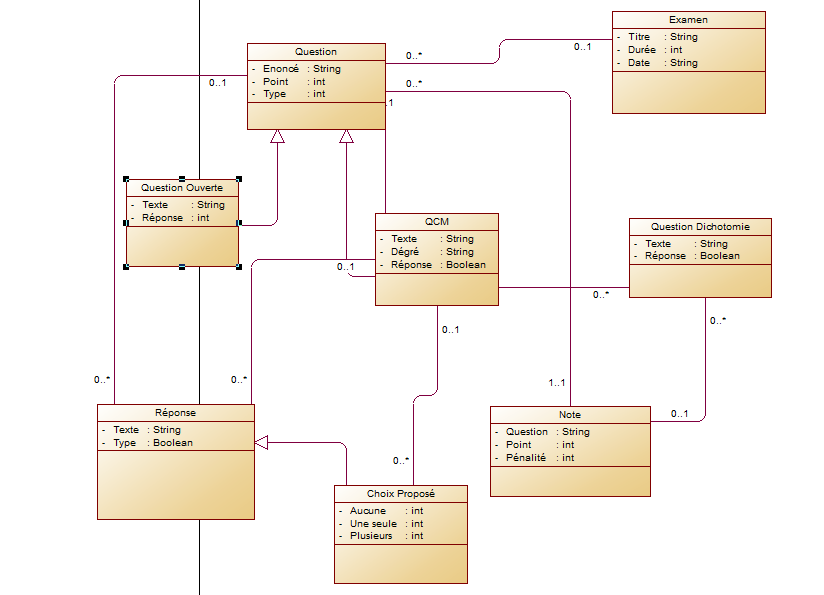 Examen
- Titre : String
- Durée : int
- Date : String
0..1
Question
- Enoncé : String
- Point : int
- Type : int
0..*
0..*
0..1
.1
Question Ouverte
- Texte : String
- Réponse : int
QCM
- Texte : String
- Dégré : String
- Réponse : Boolean
0..1
Question Dichotomie
- Texte : String
- Réponse : Boolean
0..*
0..*
0..1
0..*
0..*
1..1
0..1
Réponse
- Texte : String
- Type : Boolean
Note
- Question : String
- Point : int
- Pénalité : int
0..*
Choix Proposé
- Aucune : int
- Une seule : int
- Plusieurs : int